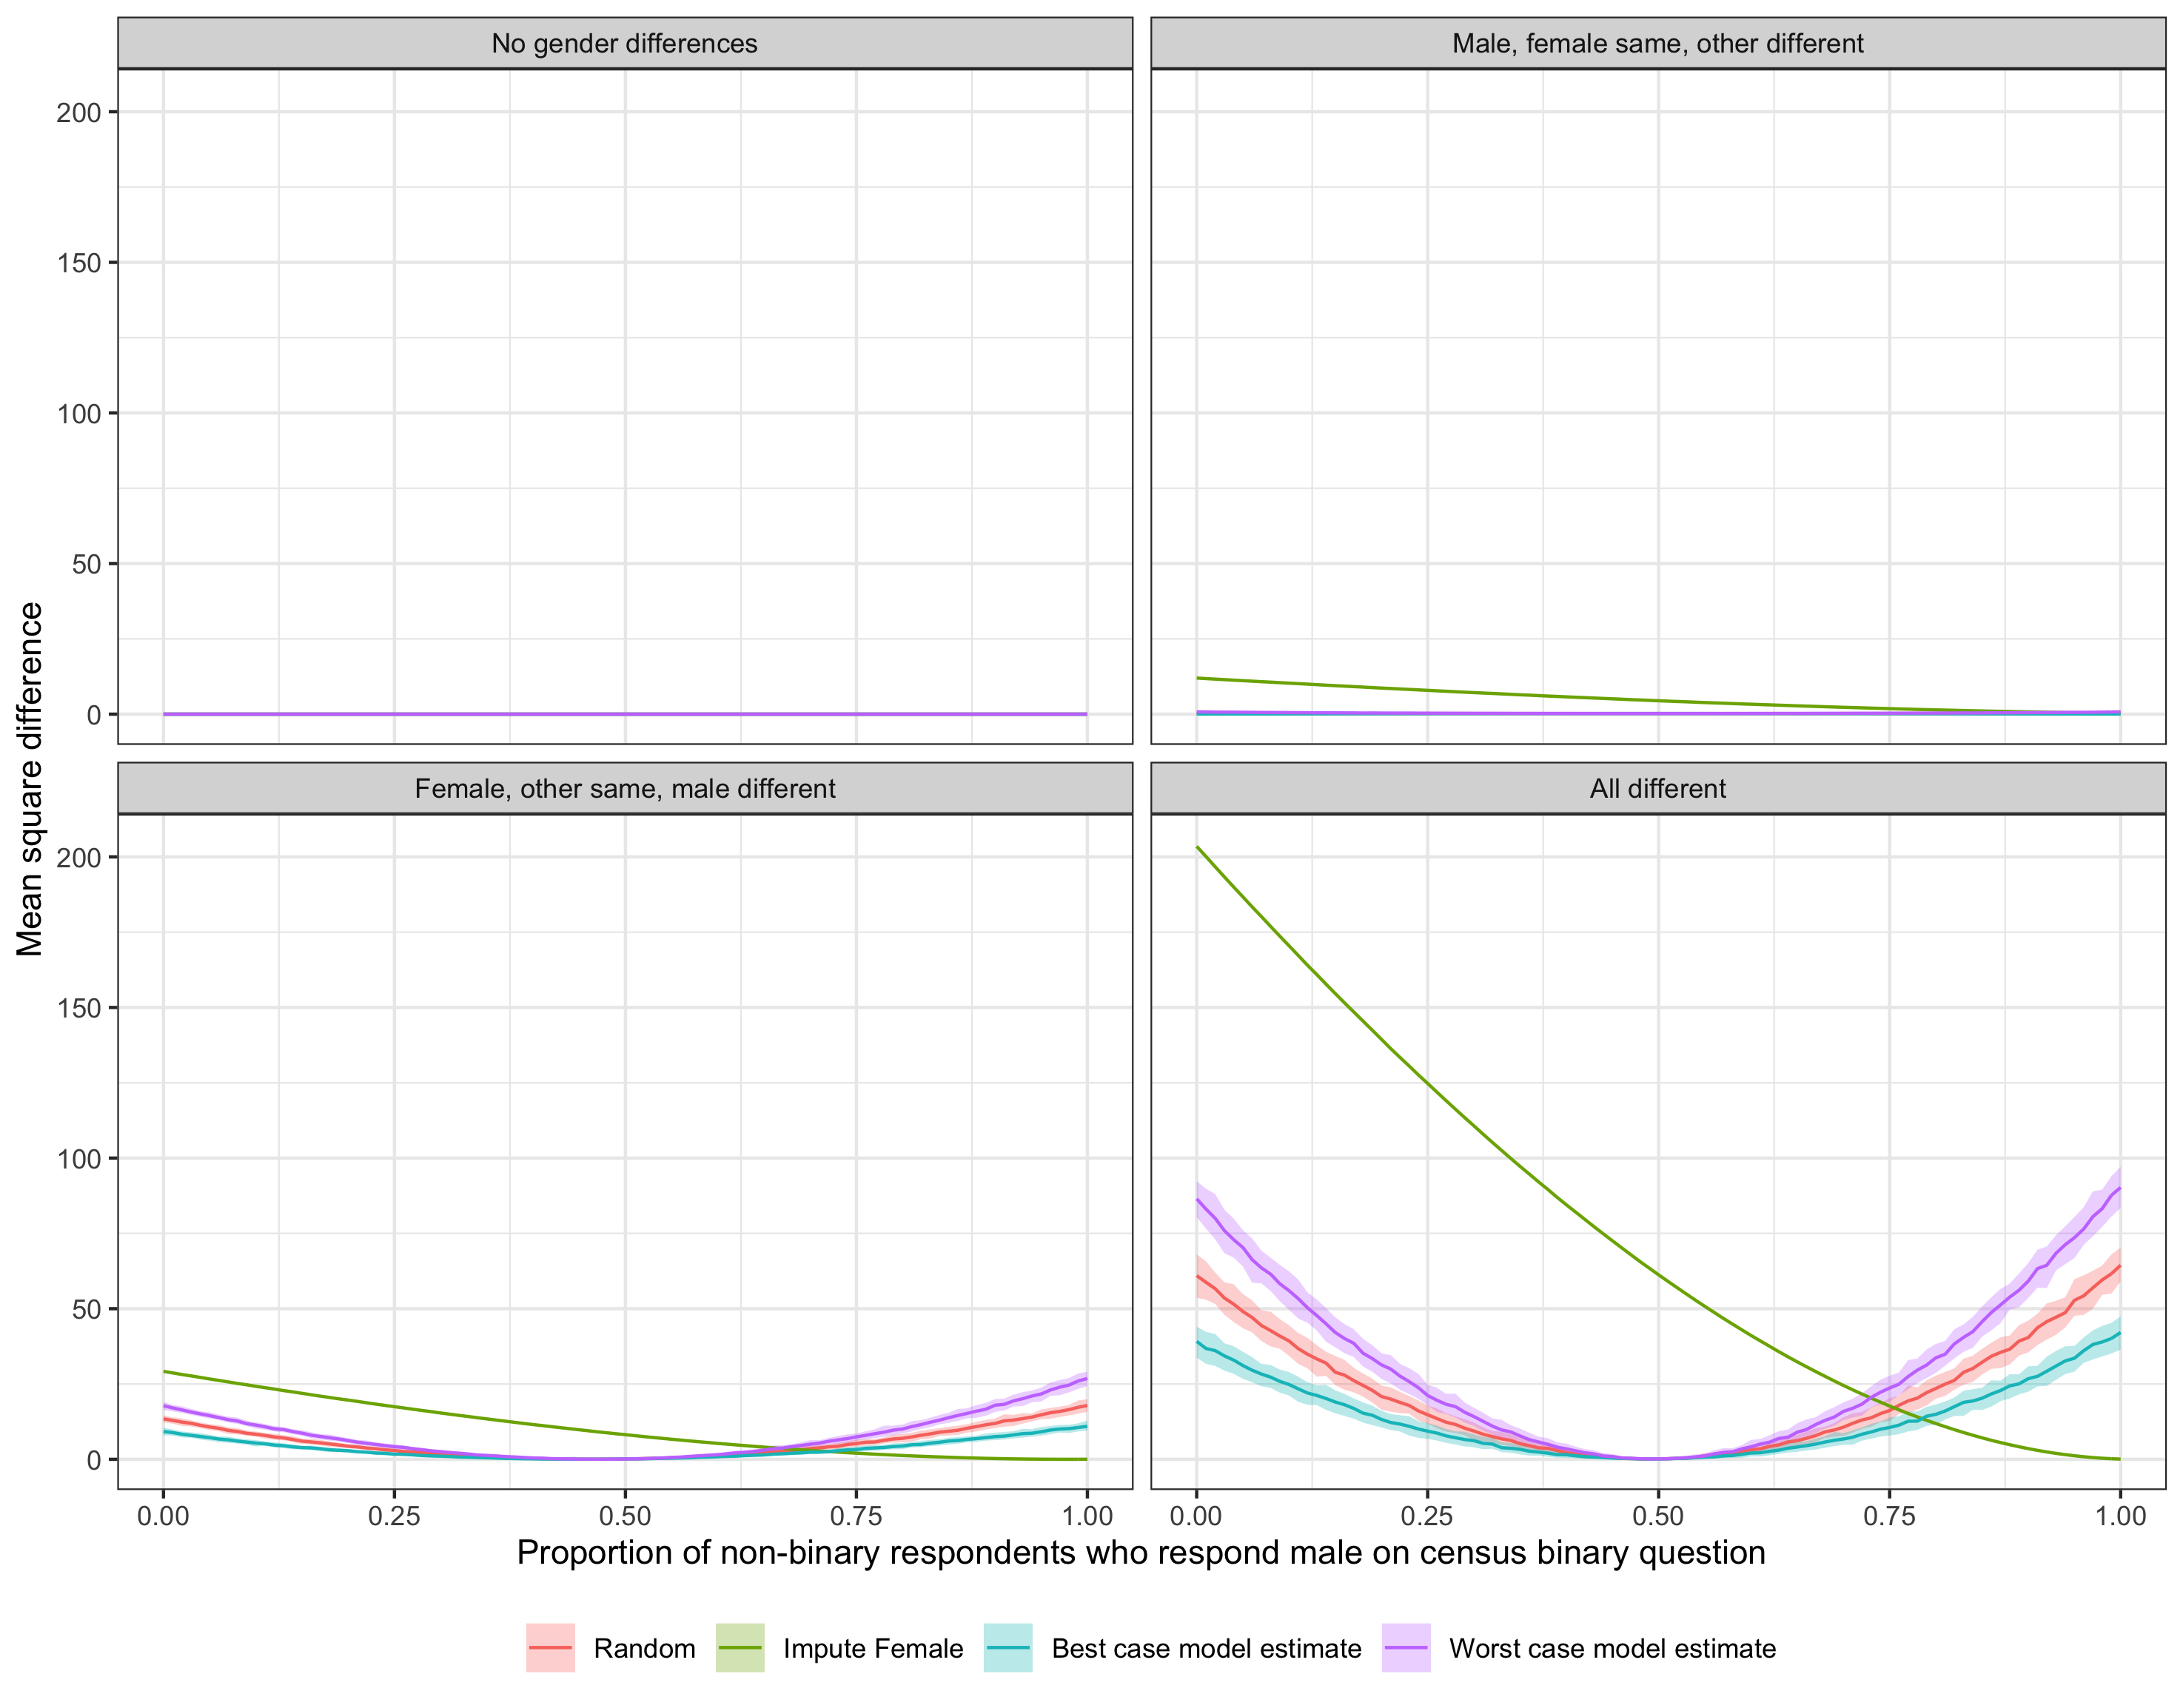 No gender differences
Male, female same, other different
200
150
100
50
0
Mean square difference
Female, other same, male different
All different
200
150
100
50
0
0.00 0.25 0.50 0.75 1.00 0.00 0.25 0.50 0.75 1.00
Proportion of non-binary respondents who respond male on census binary question
Random Impute Female Best case model estimate Worst case model estimate